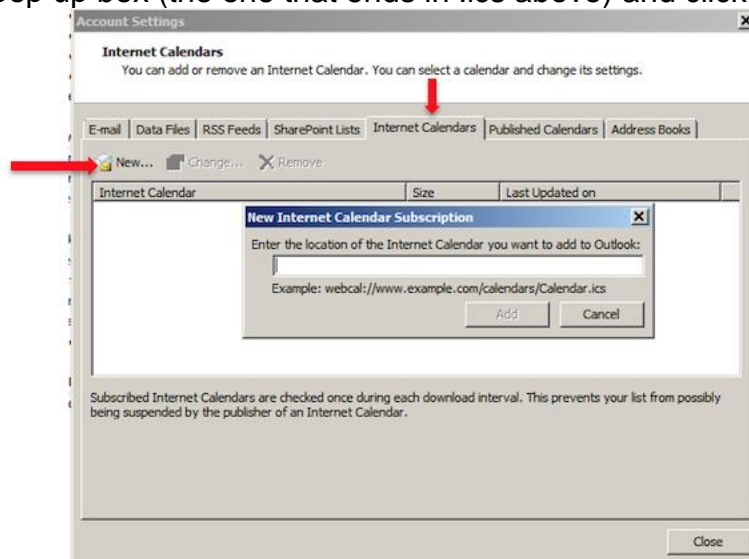 up box (the one that ends in .ics above) and click
Account Settings
Internet Calendars
You can add or remove an Internet Calendar. You can select a calendar and change its settings.
E-mail Data Files RSS Feeds SharePoint Lists Internet Calendars Published Calendars Address Books
New... Change... Remove
Internet Calendar Size Last Updated on
New Internet Calendar Subscription
Enter the location of the Internet Calendar you want to add to Outlook:
Example: webcal://www.example.com/calendars/Calendar.ics
Add Cancel
Subscribed Internet Calendars are checked once during each download interval. This prevents your list from possibly
being suspended by the publisher of an Internet Calendar.
Close